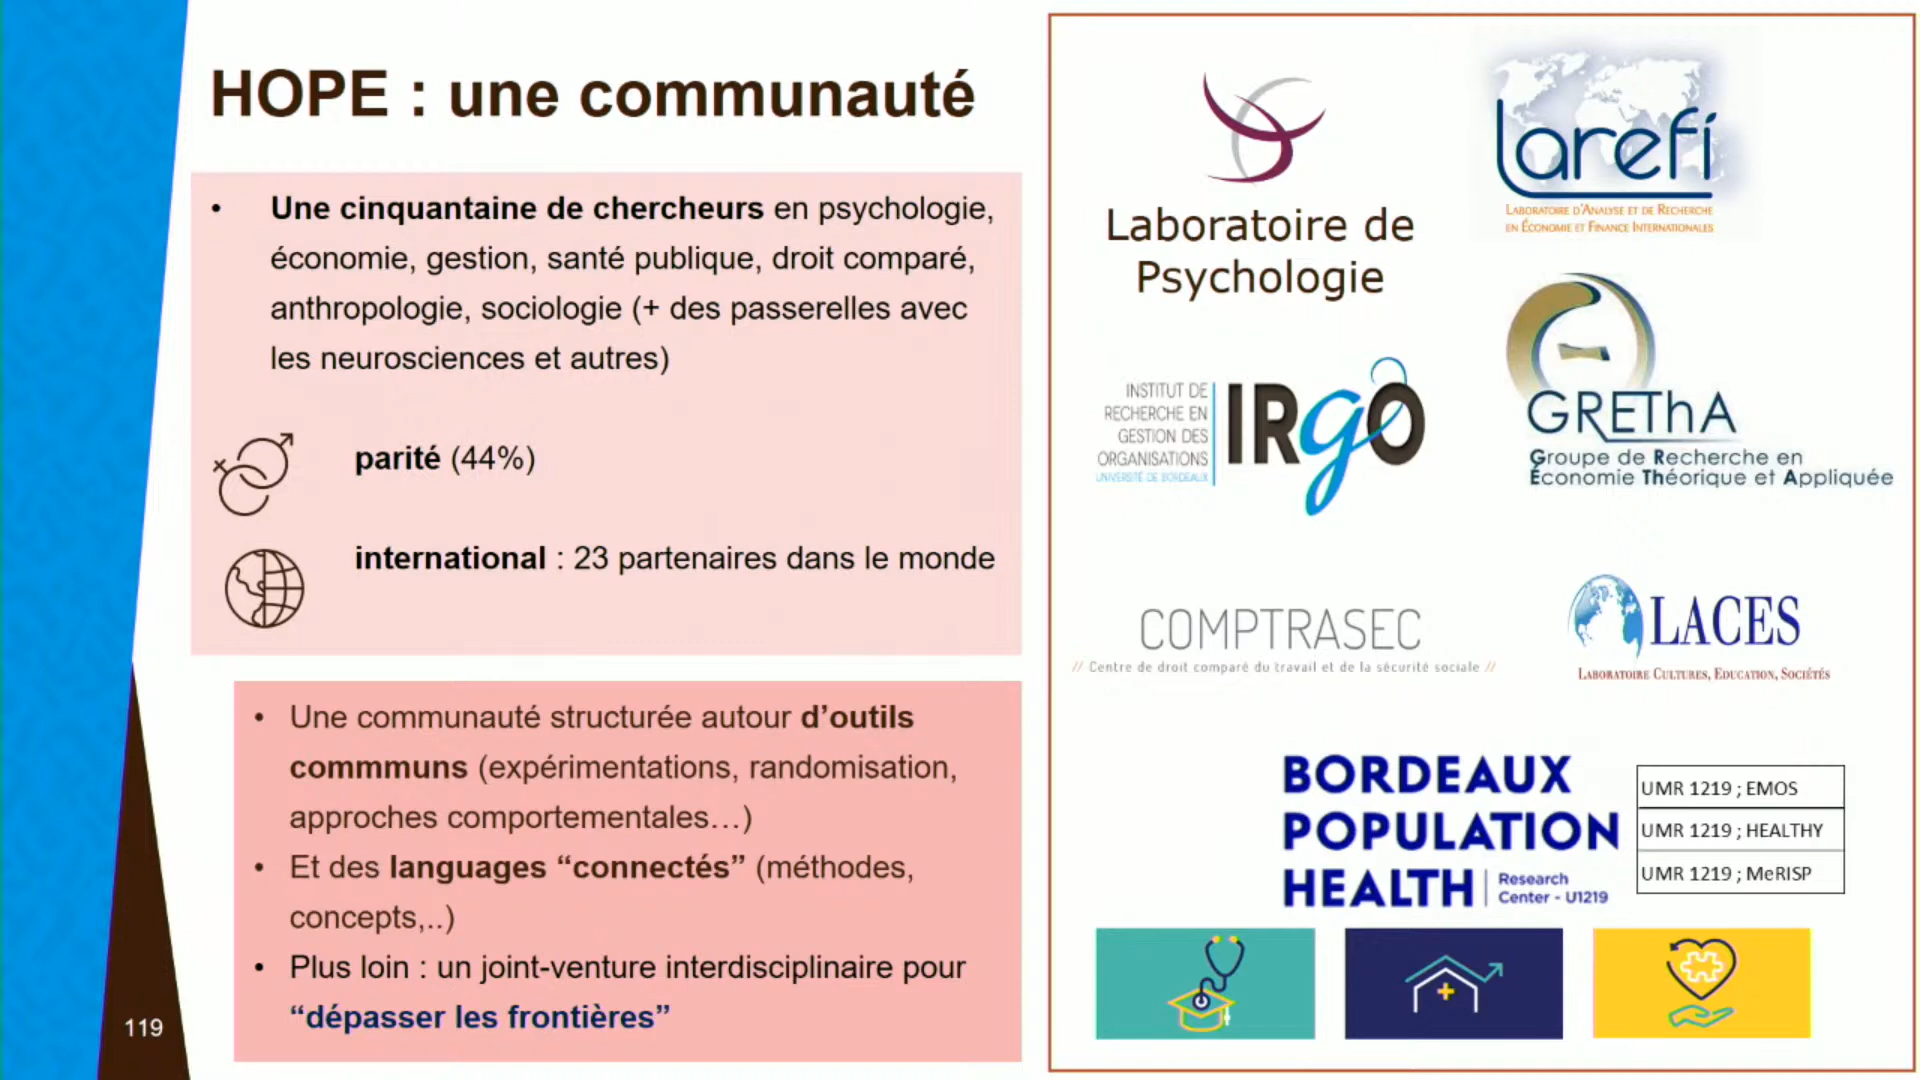 HOPE : une communauté
• Une cinquantaine de chercheurs en psychologie,
économie, gestion, santé publique, droit comparé,
anthropologie, sociologie (+ des passerelles avec
les neurosciences et autres)
parité (44%)
international : 23 partenaires dans le monde
• Une communauté structurée autour d’outils
commmuns (expérimentations, randomisation,
approches comportementales…)
• Et des languages “connectés” (méthodes,
concepts,..)
• Plus loin : un joint-venture interdisciplinaire pour
“dépasser les frontières”
119
Laboratoire de
Psychologie
Larefi
LABORATOIRE D'ANALYSE ET DE RECHERCHE
EN ÉCONOMIE ET FINANCE INTERNATIONALES
INSTITUT DE
RECHERCHE EN
GESTION DES
ORGANISATIONS
UNIVERSITÉ DE BORDEAUX
IRgO
GREThA
Groupe de Recherche en
Économie Théorique et Appliquée
COMPTRASEC
// Centre de droit comparé du travail et de la sécurité sociale //
LACES
LABORATOIRE CULTURES, EDUCATION, SOCIÉTÉS
BORDEAUX
POPULATION
HEALTH
Research
Center - U1219
UMR 1219 ; EMOS
UMR 1219 ; HEALTHY
UMR 1219 ; MeRISP